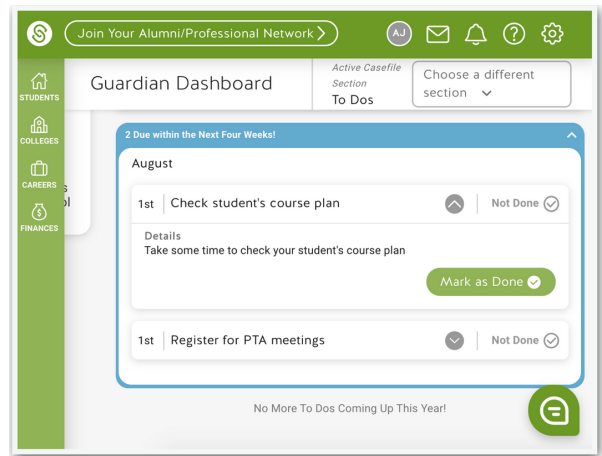 Join Your Alumni/Professional Network
AJ
STUDENTS
COLLEGES
CAREERS
FINANCES
Guardian Dashboard
Active Casefile
Section
To Dos
Choose a different
section
2 Due within the Next Four Weeks!
August
1st Check student's course plan Not Done
Details
Take some time to check your student's course plan
Mark as Done
1st Register for PTA meetings Not Done
No More To Dos Coming Up This Year!